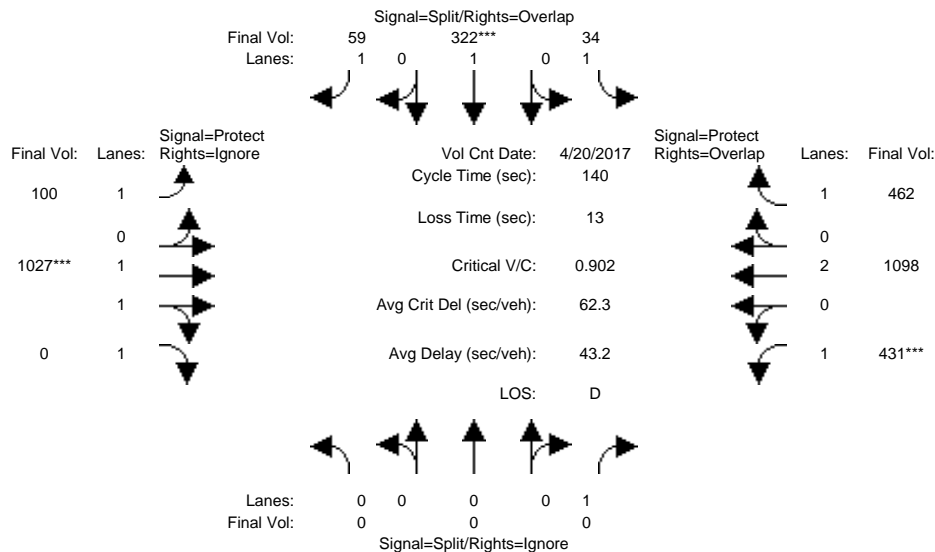 Signal=Split/Rights=Overlap
Final Vol: 59 322*** 34
Lanes: 1 0 1 0 1
Signal=Protect
Final Vol: Lanes: Rights=Ignore
Vol Cnt Date: 4/20/2017
Signal=Protect
Rights=Overlap Lanes: Final Vol:
Cycle Time (sec): 140
100 1
1 462
Loss Time (sec): 13
0
0
1027*** 1
Critical V/C: 0.902
2 1098
1
Avg Crit Del (sec/veh): 62.3
0
0 1
Avg Delay (sec/veh): 43.2
1 431***
LOS: D
Lanes: 0 0 0 0 1
Final Vol: 0 0 0
Signal=Split/Rights=Ignore